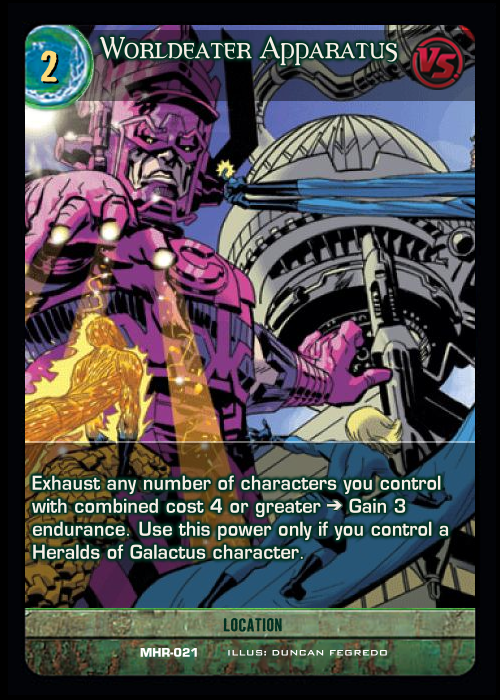 2
Worldeater Apparatus
VS.
Exhaust any number of characters you control
with combined cost 4 or greater ➔ Gain 3
endurance. Use this power only if you control a
Heralds of Galactus character.
LOCATION
MHR-021 ILLUS: DUNCAN FEGREDO